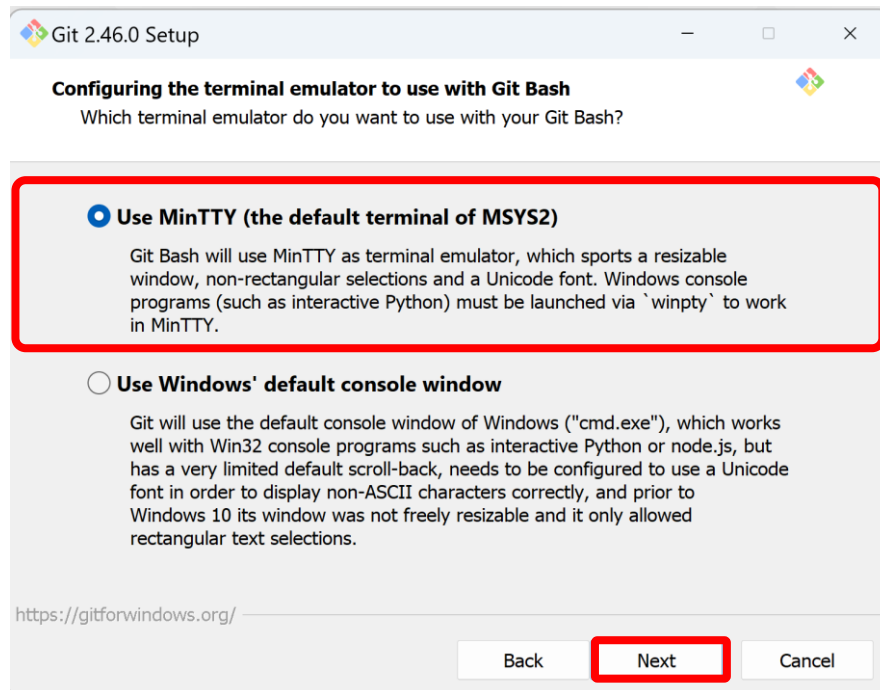 Git 2.46.0 Setup
Configuring the terminal emulator to use with Git Bash
Which terminal emulator do you want to use with your Git Bash?
Use MinTTY (the default terminal of MSYS2)
Git Bash will use MinTTY as terminal emulator, which sports a resizable
window, non-rectangular selections and a Unicode font. Windows console
programs (such as interactive Python) must be launched via `winpty` to work
in MinTTY.
Use Windows' default console window
Git will use the default console window of Windows ("cmd.exe"), which works
well with Win32 console programs such as interactive Python or node.js, but
has a very limited default scroll-back, needs to be configured to use a Unicode
font in order to display non-ASCII characters correctly, and prior to
Windows 10 its window was not freely resizable and it only allowed
rectangular text selections.
https://gitforwindows.org/
Back Next Cancel